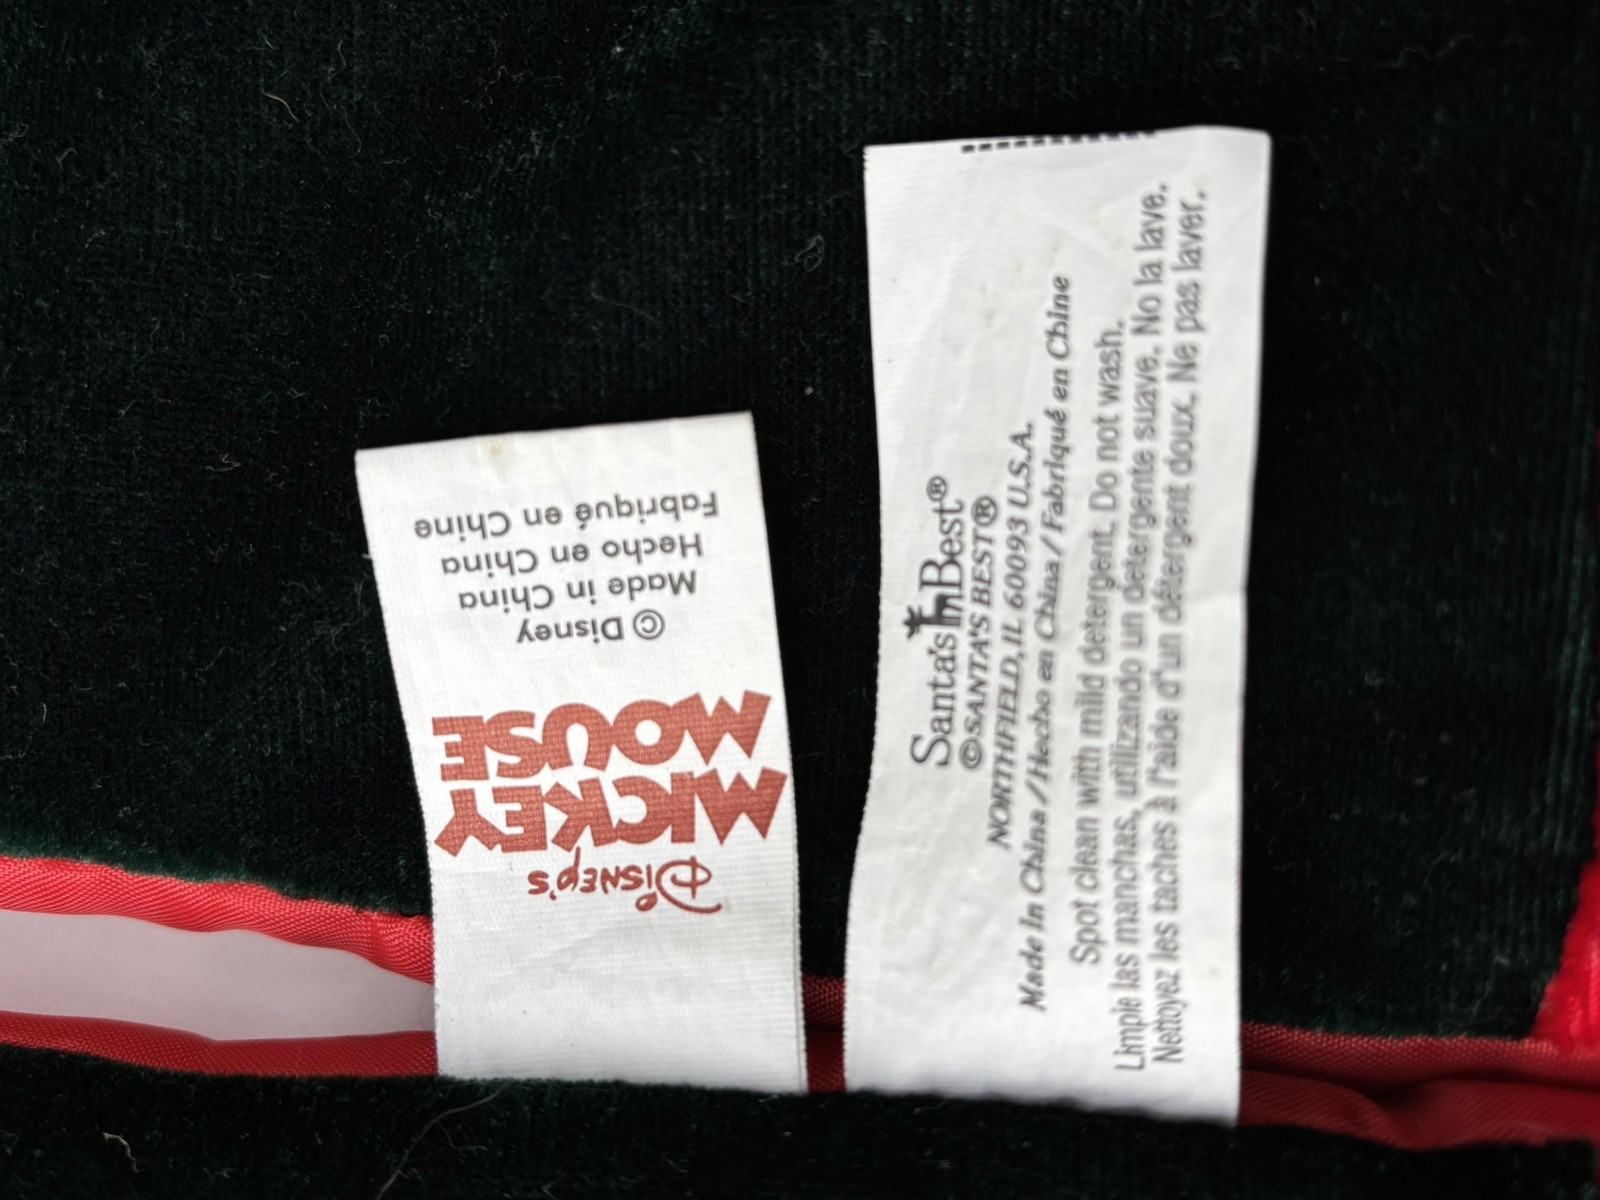 Disney's
MICKEY
MOUSE
© Disney
Made in China
Hecho en China
Fabriqué en Chine
Santa's Best®
©SANTA'S BEST®
NORTHFIELD, IL 60093 U.S.A.
Made In China/Hecho en China/Fabriqué en Chine
Spot clean with mild detergent. Do not wash.
Limpie las manchas, utilizando un detergente suave. No la lave.
Nettoyez les taches à l'aide d'un détergent doux. Ne pas laver.